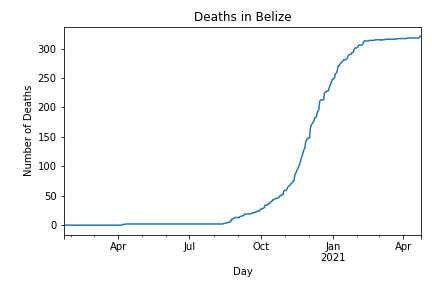 Deaths in Belize
Number of Deaths
300
250
200
150
100
50
0
Apr
Jul
Oct
Jan
2021
Apr
Day